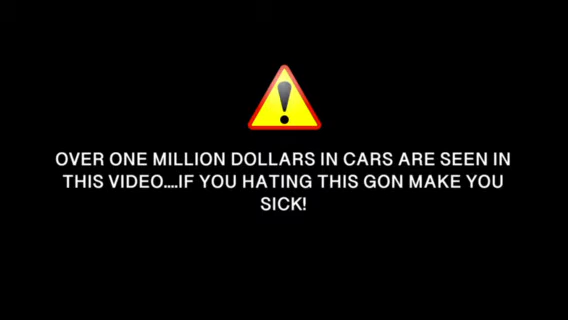 OVER ONE MILLION DOLLARS IN CARS ARE SEEN IN
THIS VIDEO....IF YOU HATING THIS GON MAKE YOU
SICK!